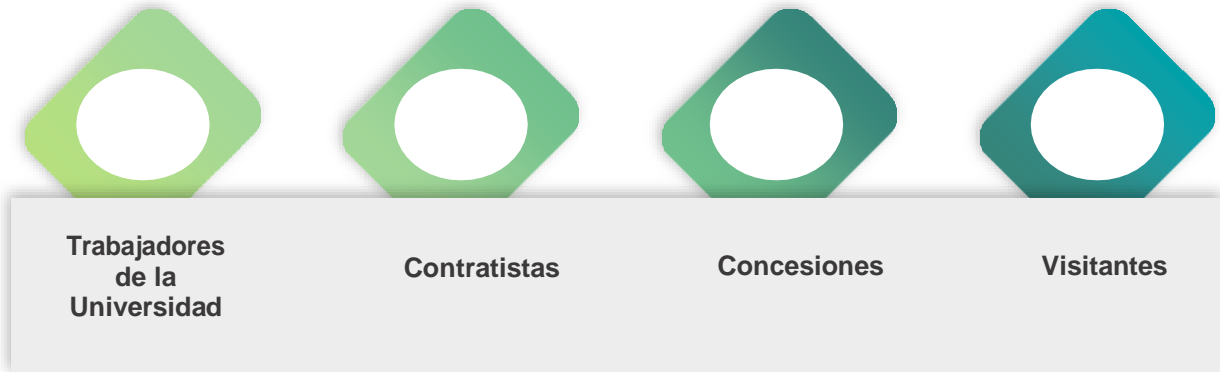 Trabajadores
de la
Universidad
Contratistas
Concesiones
Visitantes